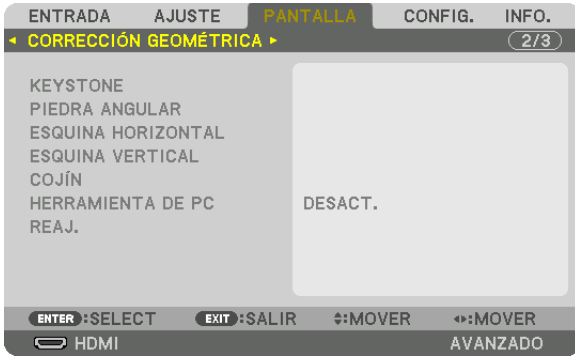 ENTRADA AJUSTE PANTALLA CONFIG. INFO.
CORRECCIÓN GEOMÉTRICA 2/3
KEYSTONE
PIEDRA ANGULAR
ESQUINA HORIZONTAL
ESQUINA VERTICAL
COJÍN
HERRAMIENTA DE PC DESACT.
REAJ.
ENTER :SELECT EXIT :SALIR :MOVER :MOVER
HDMI AVANZADO